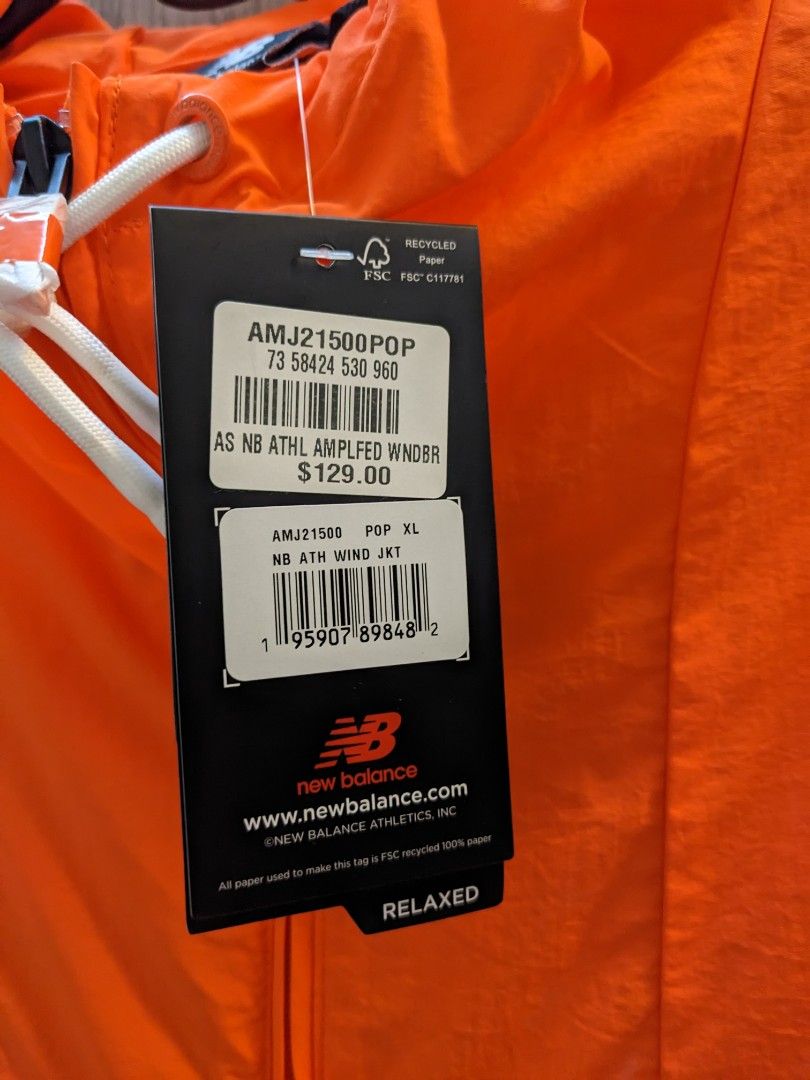 RECYCLED
Paper
FSC
FSC™ C117781
AMJ21500POP
73 58424 530 960
AS NB ATHL AMPLFED WNDBR
$129.00
AMJ21500 POP XL
NB ATH WIND JKT
1 95907 89848 2
NB
new balance
www.newbalance.com
©NEW BALANCE ATHLETICS, INC
All paper used to make this tag is FSC recycled 100% paper
RELAXED